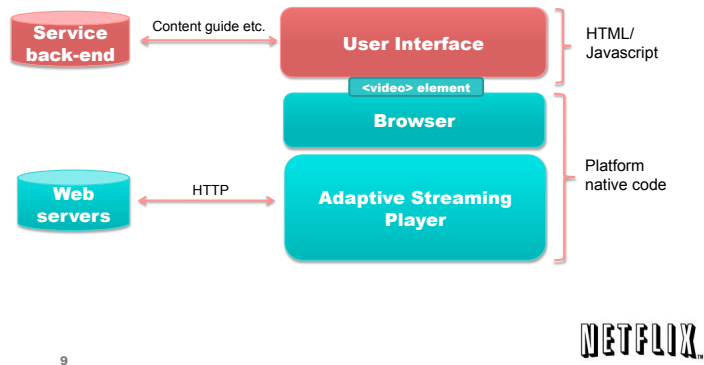 Service
back-end
Content guide etc.
User Interface
HTML/
Javascript
<video> element
Browser
Web
servers
HTTP
Adaptive Streaming
Player
Platform
native code
9
NETFLIX™